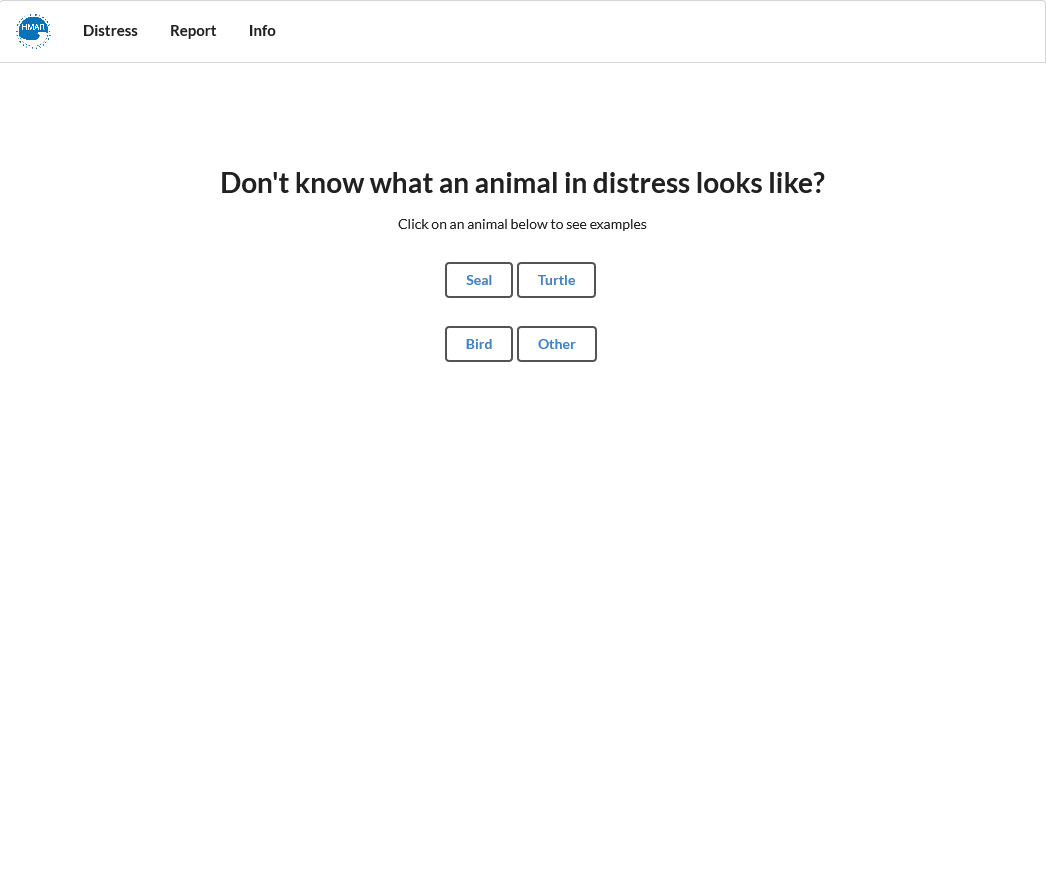 HMAR
Distress Report Info
Don't know what an animal in distress looks like?
Click on an animal below to see examples
Seal Turtle
Bird Other